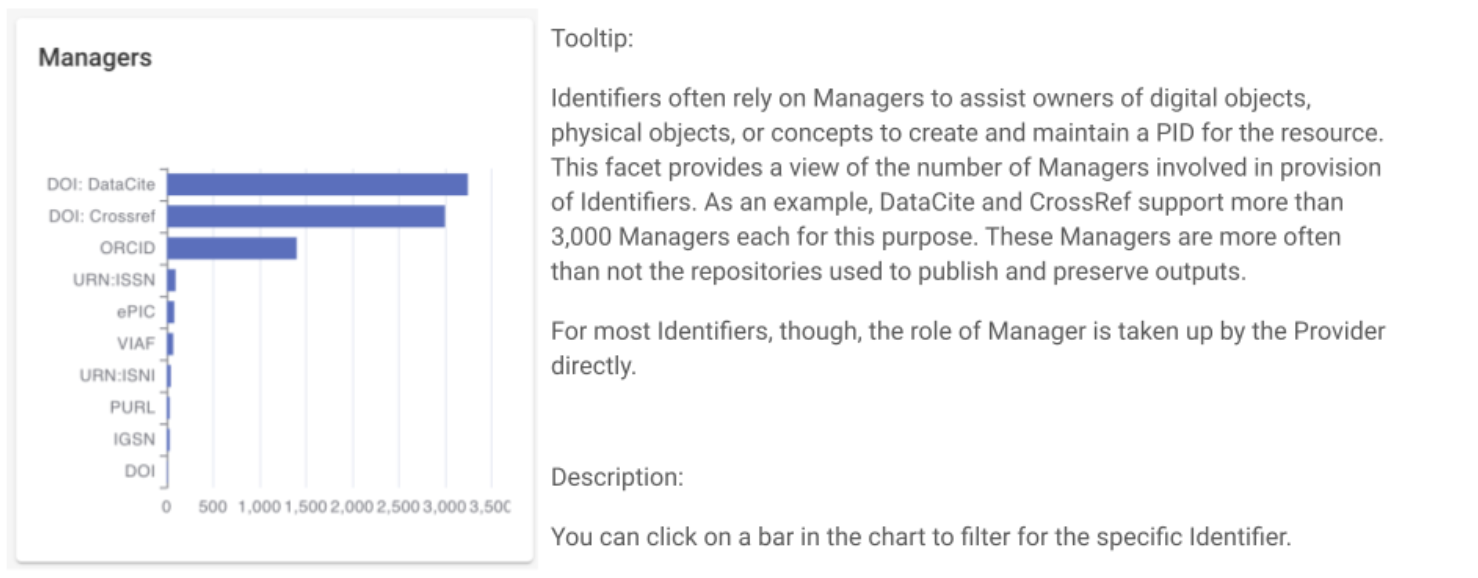 Managers
DOI: DataCite
DOI: Crossref
ORCID
URN:ISSN
ePIC
VIAF
URN:ISNI
PURL
IGSN
DOI
0 500 1,000 1,500 2,000 2,500 3,000 3,500
Tooltip:
Identifiers often rely on Managers to assist owners of digital objects,
physical objects, or concepts to create and maintain a PID for the resource.
This facet provides a view of the number of Managers involved in provision
of Identifiers. As an example, DataCite and CrossRef support more than
3,000 Managers each for this purpose. These Managers are more often
than not the repositories used to publish and preserve outputs.
For most Identifiers, though, the role of Manager is taken up by the Provider
directly.
Description:
You can click on a bar in the chart to filter for the specific Identifier.